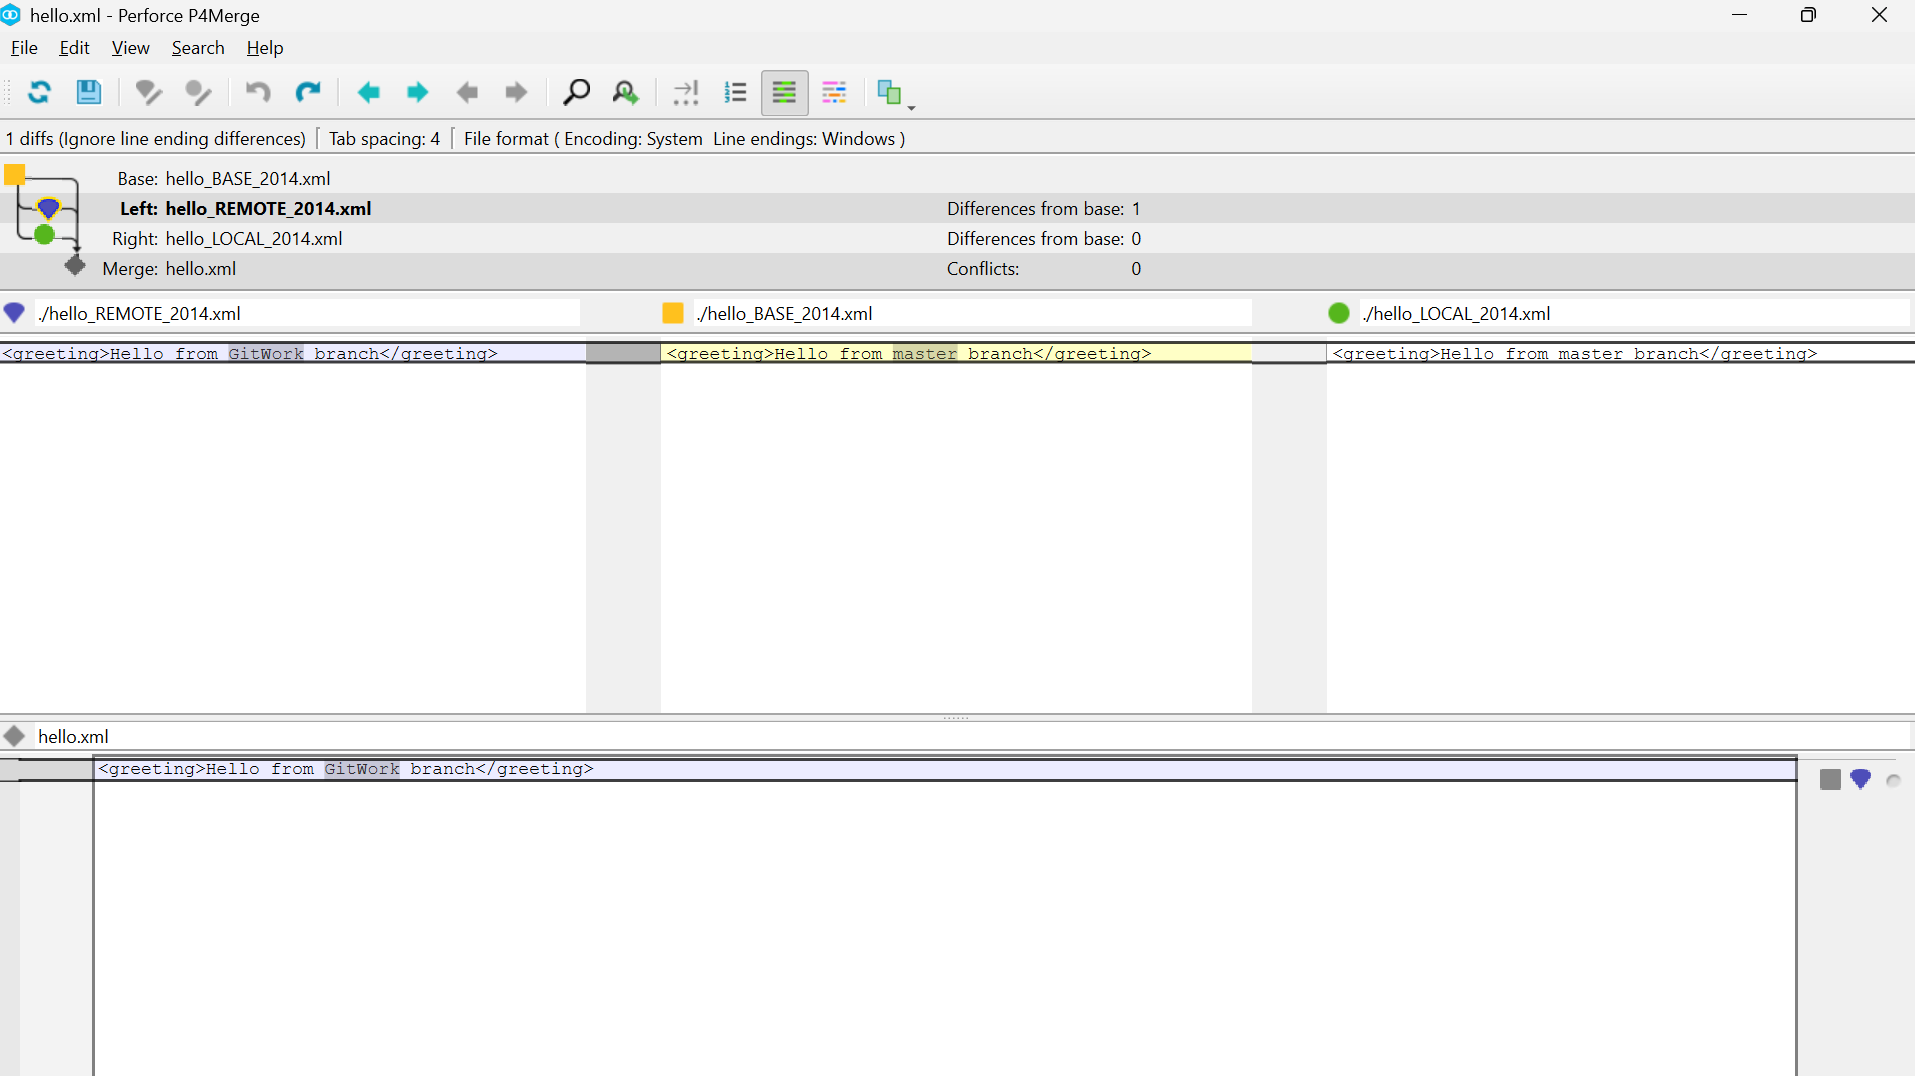 hello.xml - Perforce P4Merge
File Edit View Search Help
1 diffs (Ignore line ending differences) Tab spacing: 4 File format ( Encoding: System Line endings: Windows )
Base: hello_BASE_2014.xml
Left: hello_REMOTE_2014.xml Differences from base: 1
Right: hello_LOCAL_2014.xml Differences from base: 0
Merge: hello.xml Conflicts: 0
./hello_REMOTE_2014.xml ./hello_BASE_2014.xml ./hello_LOCAL_2014.xml
<greeting>Hello from GitWork branch</greeting> <greeting>Hello from master branch</greeting> <greeting>Hello from master branch</greeting>
hello.xml
<greeting>Hello from GitWork branch</greeting>